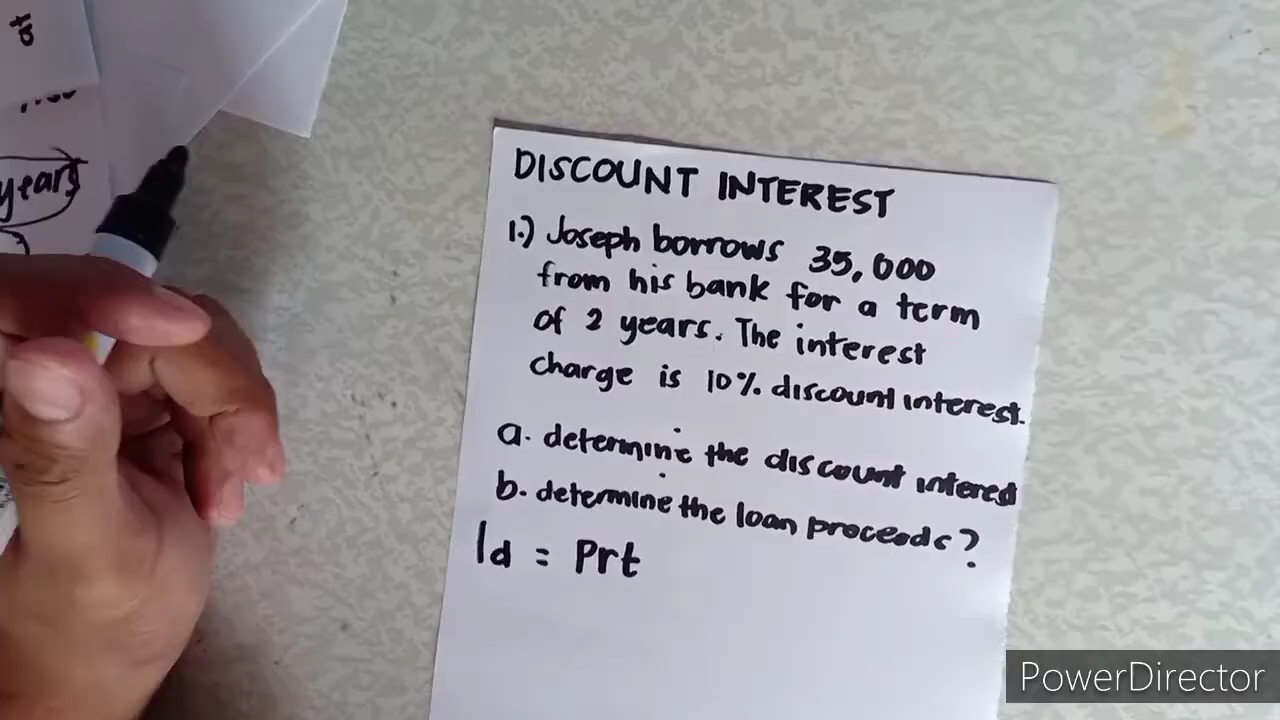 at
years
DISCOUNT INTEREST
1.) Joseph borrows 35,000
from his bank for a term
of 2 years. The interest
charge is 10% discount interest.
a. determine the discount interest
b. determine the loan proceeds?
Id = Prt
PowerDirector